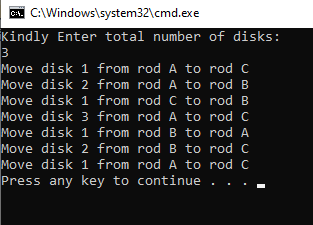 C:\Windows\system32\cmd.exe
Kindly Enter total number of disks:
3
Move disk 1 from rod A to rod C
Move disk 2 from rod A to rod B
Move disk 1 from rod C to rod B
Move disk 3 from rod A to rod C
Move disk 1 from rod B to rod A
Move disk 2 from rod B to rod C
Move disk 1 from rod A to rod C
Press any key to continue . . .